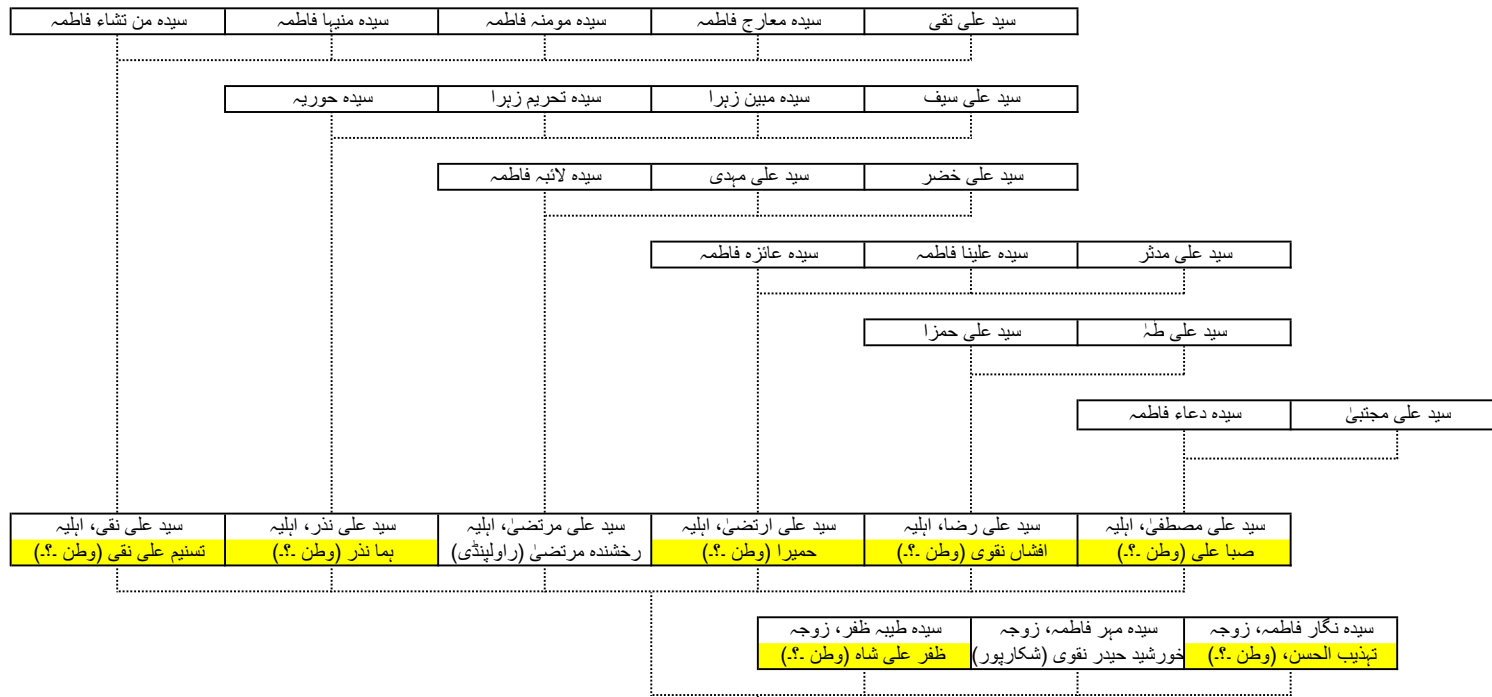 سید علی تقی سیدہ معارج فاطمہ سیدہ مومنہ فاطمہ سیدہ منیہا فاطمہ سیدہ من تشاء فاطمہ
سید علی سیف سیدہ مبین زہرا سیدہ تحریم زہرا سیدہ حوریہ
سید علی خضر سید علی مہدی سیدہ لائبہ فاطمہ
سید علی مدثر سیدہ علینا فاطمہ سیدہ عائزہ فاطمہ
سید علی طہٰ سید علی حمزا
سید علی مجتبیٰ سیدہ دعاء فاطمہ
سید علی مصطفیٰ، اہلیہ سید علی رضا، اہلیہ سید علی ارتضیٰ، اہلیہ سید علی مرتضیٰ، اہلیہ سید علی نذر، اہلیہ سید علی نقی، اہلیہ
صبا علی (وطن ۔؟۔) افشاں نقوی (وطن ۔؟۔) حمیرا (وطن ۔؟۔) رخشندہ مرتضیٰ (راولپنڈی) ہما نذر (وطن ۔؟۔) تسنیم علی نقی (وطن ۔؟۔)
سیدہ نگار فاطمہ، زوجہ سیدہ مہر فاطمہ، زوجہ سیدہ طیبہ ظفر، زوجہ
تہذیب الحسن، (وطن ۔؟۔) خورشید حیدر نقوی (شکارپور) ظفر علی شاہ (وطن ۔؟۔)